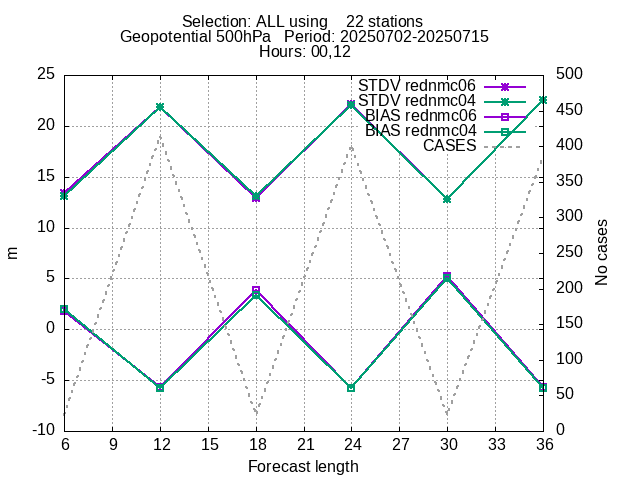 Selection: ALL using    22 stations
Geopotential 500hPa   Period: 20250702-20250715
Hours: 00,12
STDV rednmc06
STDV rednmc04
BIAS rednmc06
BIAS rednmc04
CASES
25
20
15
10
5
0
-5
-10
m
500
450
400
350
300
250
200
150
100
50
0
No cases
6 9 12 15 18 21 24 27 30 33 36
Forecast length